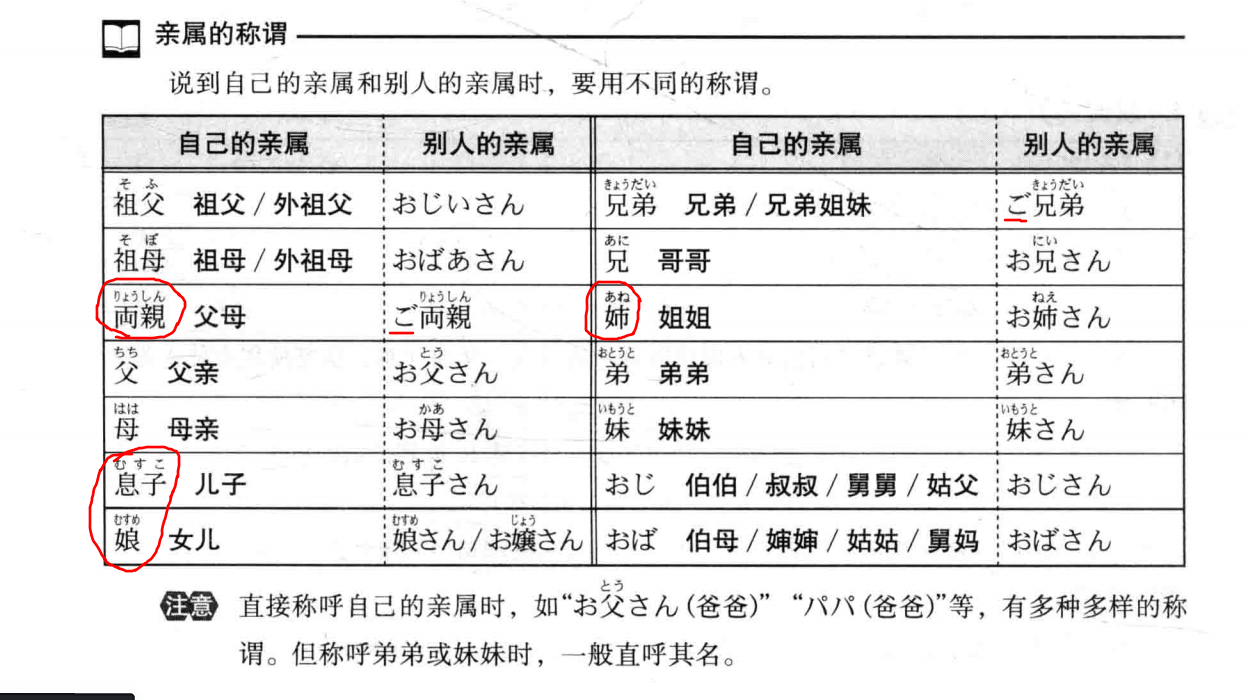 亲属的称谓
说到自己的亲属和别人的亲属时，要用不同的称谓。
自己的亲属 别人的亲属 自己的亲属 别人的亲属
そふ きょうだい きょうだい
祖父 祖父 / 外祖父 おじいさん 兄弟 兄弟 / 兄弟姐妹 ご兄弟
そぼ あに にい
祖母 祖母 / 外祖母 おばあさん 兄 哥哥 お兄さん
りょうしん りょうしん あね ねえ
両親 父母 ご両親 姉 姐姐 お姉さん
ちち とう おとうと おとうと
父 父亲 お父さん 弟 弟弟 弟さん
はは かあ いもうと いもうと
母 母亲 お母さん 妹 妹妹 妹さん
むすこ むすこ
息子 儿子 息子さん おじ 伯伯 / 叔叔 / 舅舅 / 姑父 おじさん
むすめ むすめ じょう
娘 女儿 娘さん / お嬢さん おば 伯母 / 婶婶 / 姑姑 / 舅妈 おばさん
とう
注意 直接称呼自己的亲属时，如“お父さん（爸爸）” “パパ（爸爸）”等，有多种多样的称
谓。但称呼弟弟或妹妹时，一般直呼其名。